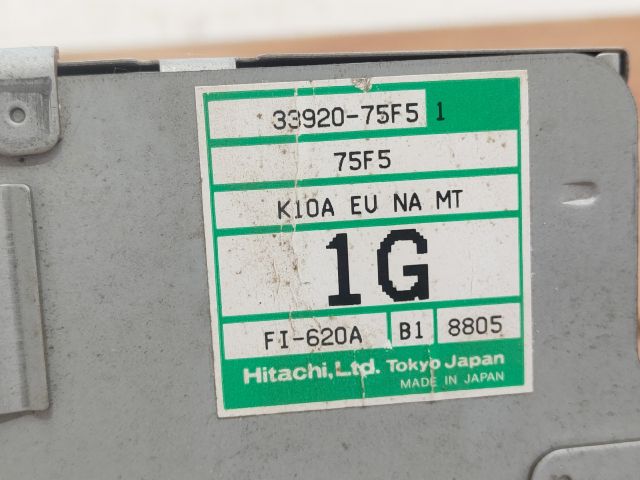 33920-75F5 1
75F5
K10A EU NA MT
1G
FI-620A B1 8805
Hitachi,Ltd. Tokyo Japan
MADE IN JAPAN